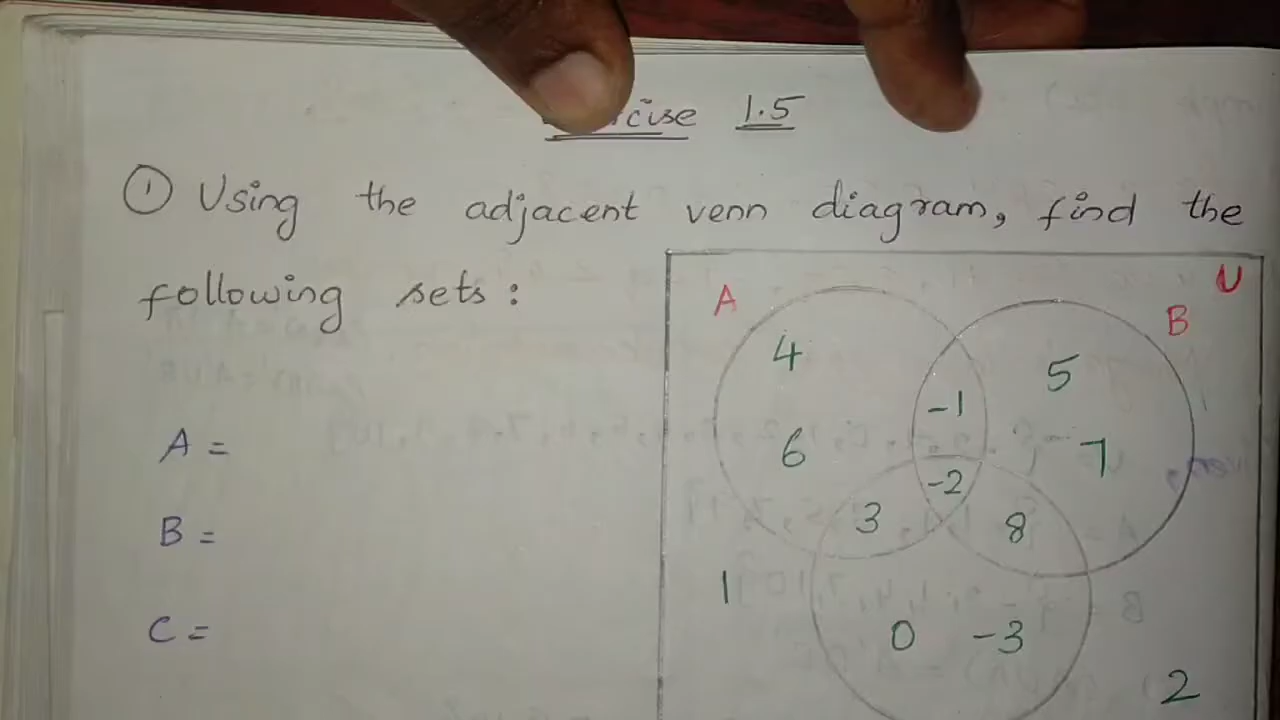 1.5
① Using the adjacent venn diagram, find the
following sets :
U
A
B
4
5
-1
6
7
A =
-2
3
8
B =
1
C =
0
-3
2